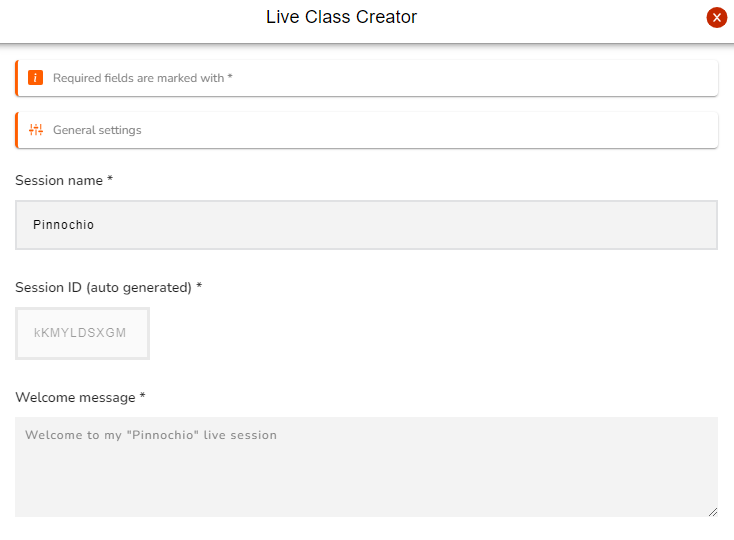 Live Class Creator
Required fields are marked with *
General settings
Session name *
Pinnochio
Session ID (auto generated) *
kKMYLDSXGM
Welcome message *
Welcome to my "Pinnochio" live session